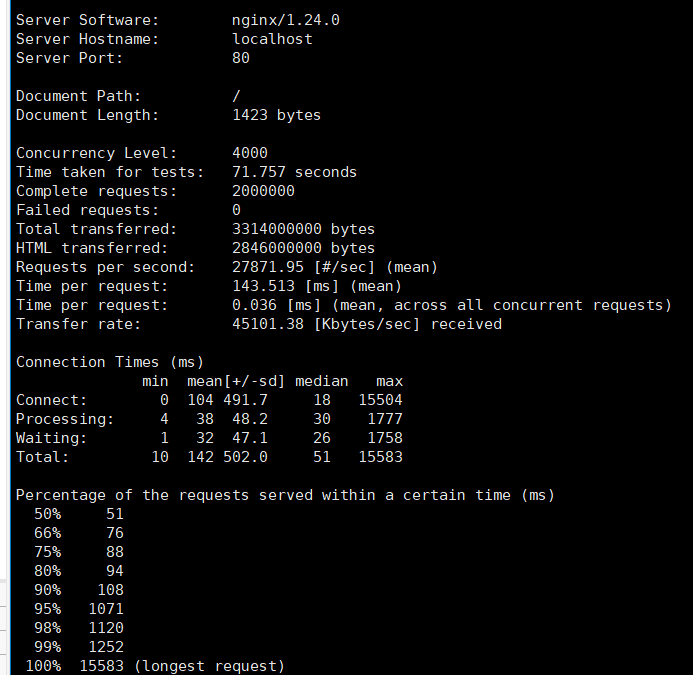 Server Software:        nginx/1.24.0
Server Hostname:        localhost
Server Port:            80

Document Path:          /
Document Length:        1423 bytes

Concurrency Level:      4000
Time taken for tests:   71.757 seconds
Complete requests:      2000000
Failed requests:        0
Total transferred:      3314000000 bytes
HTML transferred:       2846000000 bytes
Requests per second:    27871.95 [#/sec] (mean)
Time per request:       143.513 [ms] (mean)
Time per request:       0.036 [ms] (mean, across all concurrent requests)
Transfer rate:          45101.38 [Kbytes/sec] received

Connection Times (ms)
              min  mean[+/-sd] median   max
Connect:        0  104 491.7     18   15504
Processing:     4   38  48.2     30    1777
Waiting:        1   32  47.1     26    1758
Total:         10  142 502.0     51   15583

Percentage of the requests served within a certain time (ms)
  50%     51
  66%     76
  75%     88
  80%     94
  90%    108
  95%   1071
  98%   1120
  99%   1252
 100%  15583 (longest request)